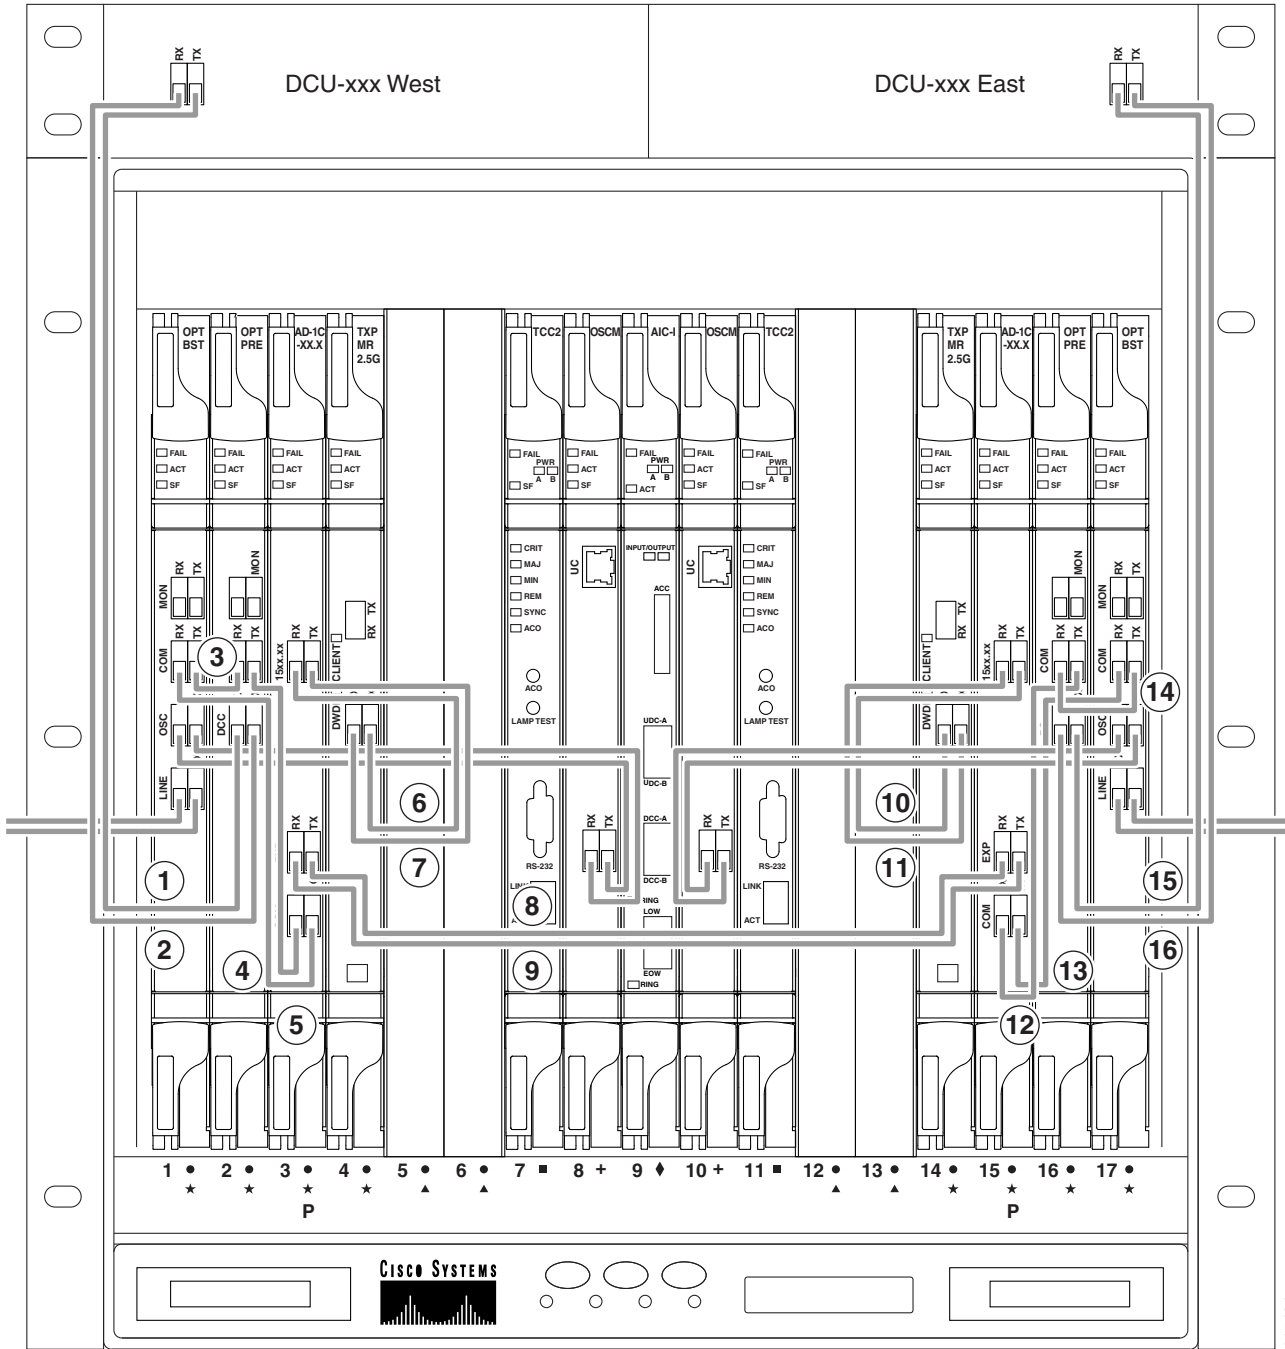 RX TX
DCU-xxx West
DCU-xxx East
RX TX
OPT BST
OPT PRE
AD-1C -XX.X
TXP MR 2.5G
TCC2
OSCM
AIC-I
OSCM
TCC2
TXP MR 2.5G
AD-1C -XX.X
OPT PRE
OPT BST
FAIL FAIL FAIL FAIL FAIL FAIL FAIL FAIL FAIL FAIL FAIL FAIL FAIL
ACT ACT ACT ACT PWR A B ACT PWR A B ACT PWR A B ACT ACT ACT ACT
SF SF SF SF SF SF ACT SF SF SF SF SF SF
CRIT UC INPUT/OUTPUT UC CRIT
MAJ MAJ
MIN MIN
REM ACC REM
SYNC SYNC
ACO ACO
MON RX TX MON RX TX
MON MON RX TX
COM RX TX 3 RX TX 15xx.xx RX TX CLIENT RX TX
CLIENT RX TX 15xx.xx RX TX COM RX TX COM RX TX
ACO ACO
LAMP TEST UDC-A LAMP TEST
OSC DCC DWD
DWD OSC 14
UDC-B
LINE LINE
6 10
RX TX RX TX DCC-A RX TX RX TX
EXP
RS-232 DCC-B RS-232
7 11
1 15
LINK RING LINK
8 LOW
ACT
COM
2 16
4 9 EOW 13
RING
5 12
1 ● ★
2 ● ★
3 ● ★ P
4 ● ★
5 ● ▲
6 ● ▲
7 ■
8 +
9 ♦
10 +
11 ■
12 ● ▲
13 ● ▲
14 ● ★
15 ● ★ P
16 ● ★
17 ● ★
CISCO SYSTEMS